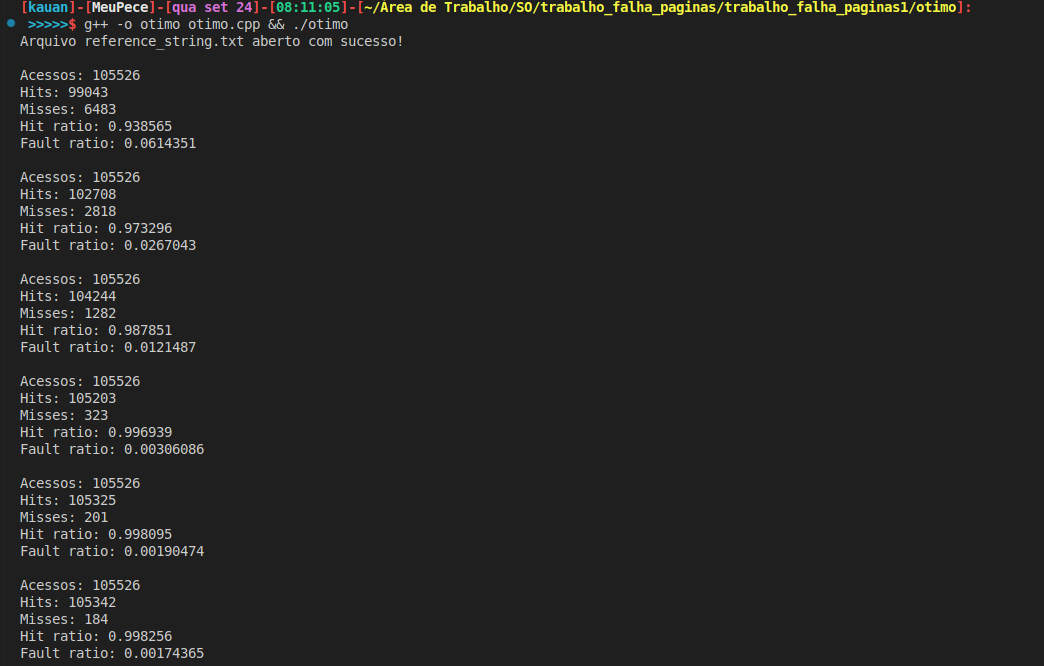 [kauan]-[MeuPece]-[qua set 24]-[08:11:05]-[~/Área de Trabalho/SO/trabalho_falha_paginas/trabalho_falha_paginas1/otimo]:
>>>>>$ g++ -o otimo otimo.cpp && ./otimo
Arquivo reference_string.txt aberto com sucesso!

Acessos: 105526
Hits: 99043
Misses: 6483
Hit ratio: 0.938565
Fault ratio: 0.0614351

Acessos: 105526
Hits: 102708
Misses: 2818
Hit ratio: 0.973296
Fault ratio: 0.0267043

Acessos: 105526
Hits: 104244
Misses: 1282
Hit ratio: 0.987851
Fault ratio: 0.0121487

Acessos: 105526
Hits: 105203
Misses: 323
Hit ratio: 0.996939
Fault ratio: 0.00306086

Acessos: 105526
Hits: 105325
Misses: 201
Hit ratio: 0.998095
Fault ratio: 0.00190474

Acessos: 105526
Hits: 105342
Misses: 184
Hit ratio: 0.998256
Fault ratio: 0.00174365